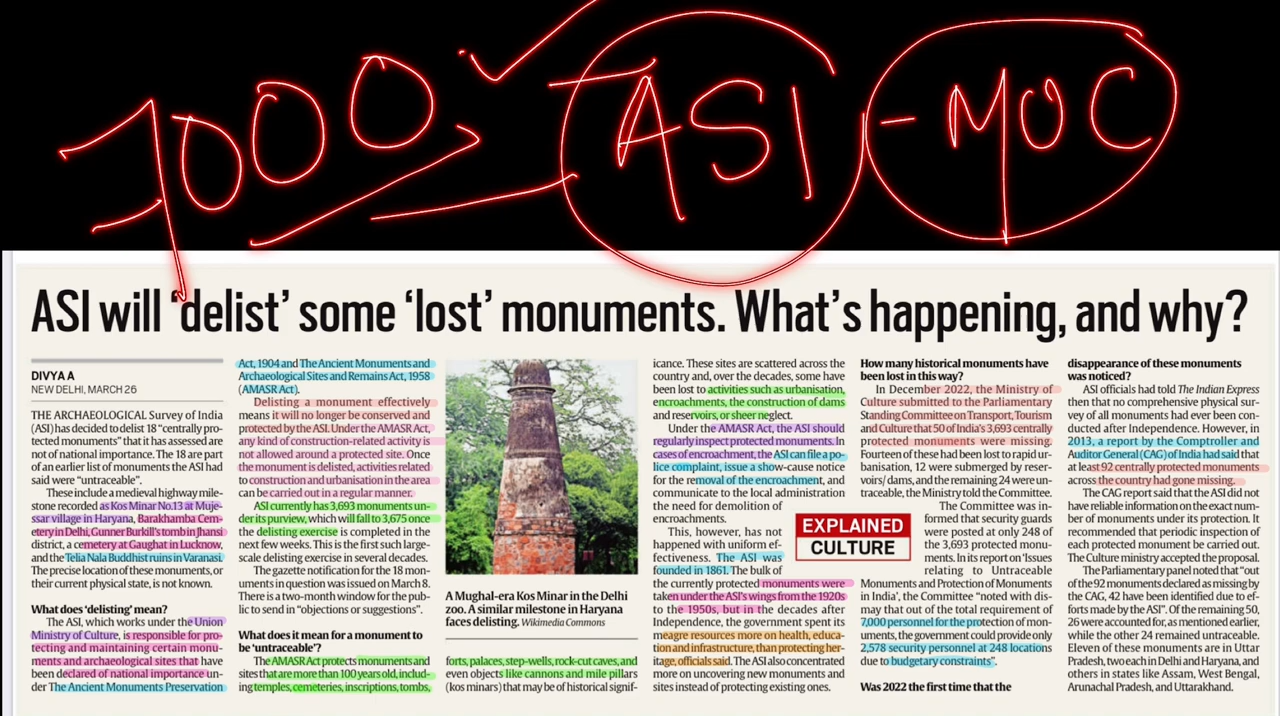 7000
ASI - MOC
ASI will ‘delist’ some ‘lost’ monuments. What’s happening, and why?
DIVYA A
NEW DELHI, MARCH 26
THE ARCHAEOLOGICAL Survey of India
(ASI) has decided to delist 18 “centrally pro-
tected monuments” that it has assessed are
not of national importance. The 18 are part
of an earlier list of monuments the ASI had
said were “untraceable”.
These include a medieval highway mile-
stone recorded as Kos Minar No.13 at Muje-
ssar village in Haryana, Barakhamba Cem-
etery in Delhi, Gunner Burkill’s tomb in Jhansi
district, a cemetery at Gaughat in Lucknow,
and the Telia Nala Buddhist ruins in Varanasi.
The precise location of these monuments, or
their current physical state, is not known.
What does ‘delisting’ mean?
The ASI, which works under the Union
Ministry of Culture, is responsible for pro-
tecting and maintaining certain monu-
ments and archaeological sites that have
been declared of national importance un-
der The Ancient Monuments Preservation
Act, 1904 and The Ancient Monuments and
Archaeological Sites and Remains Act, 1958
(AMASR Act).
Delisting a monument effectively
means it will no longer be conserved and
protected by the ASI. Under the AMASR Act,
any kind of construction-related activity is
not allowed around a protected site. Once
the monument is delisted, activities related
to construction and urbanisation in the area
can be carried out in a regular manner.
ASI currently has 3,693 monuments un-
der its purview, which will fall to 3,675 once
the delisting exercise is completed in the
next few weeks. This is the first such large-
scale delisting exercise in several decades.
The gazette notification for the 18 mon-
uments in question was issued on March 8.
There is a two-month window for the pub-
lic to send in “objections or suggestions”.
What does it mean for a monument to
be ‘untraceable’?
The AMASR Act protects monuments and
sites that are more than 100 years old, includ-
ing temples, cemeteries, inscriptions, tombs,
A Mughal-era Kos Minar in the Delhi
zoo. A similar milestone in Haryana
faces delisting. Wikimedia Commons
forts, palaces, step-wells, rock-cut caves, and
even objects like cannons and mile pillars
(kos minars) that may be of historical signif-
icance. These sites are scattered across the
country and, over the decades, some have
been lost to activities such as urbanisation,
encroachments, the construction of dams
and reservoirs, or sheer neglect.
Under the AMASR Act, the ASI should
regularly inspect protected monuments. In
cases of encroachment, the ASI can file a po-
lice complaint, issue a show-cause notice
for the removal of the encroachment, and
communicate to the local administration
the need for demolition of
encroachments.
This, however, has not
happened with uniform ef-
fectiveness. The ASI was
founded in 1861. The bulk of
the currently protected monuments were
taken under the ASI’s wings from the 1920s
to the 1950s, but in the decades after
Independence, the government spent its
meagre resources more on health, educa-
tion and infrastructure, than protecting her-
itage, officials said. The ASI also concentrated
more on uncovering new monuments and
sites instead of protecting existing ones.
EXPLAINED
CULTURE
How many historical monuments have
been lost in this way?
In December 2022, the Ministry of
Culture submitted to the Parliamentary
Standing Committee on Transport, Tourism
and Culture that 50 of India’s 3,693 centrally
protected monuments were missing.
Fourteen of these had been lost to rapid ur-
banisation, 12 were submerged by reser-
voirs/ dams, and the remaining 24 were un-
traceable, the Ministry told the Committee.
The Committee was in-
formed that security guards
were posted at only 248 of
the 3,693 protected monu-
ments. In its report on ‘Issues
relating to Untraceable
Monuments and Protection of Monuments
in India’, the Committee “noted with dis-
may that out of the total requirement of
7,000 personnel for the protection of mon-
uments, the government could provide only
2,578 security personnel at 248 locations
due to budgetary constraints”.
Was 2022 the first time that the
disappearance of these monuments
was noticed?
ASI officials had told The Indian Express
then that no comprehensive physical sur-
vey of all monuments had ever been con-
ducted after Independence. However, in
2013, a report by the Comptroller and
Auditor General (CAG) of India had said that
at least 92 centrally protected monuments
across the country had gone missing.
The CAG report said that the ASI did not
have reliable information on the exact num-
ber of monuments under its protection. It
recommended that periodic inspection of
each protected monument be carried out.
The Culture ministry accepted the proposal.
The Parliamentary panel noted that “out
of the 92 monuments declared as missing by
the CAG, 42 have been identified due to ef-
forts made by the ASI”. Of the remaining 50,
26 were accounted for, as mentioned earlier,
while the other 24 remained untraceable.
Eleven of these monuments are in Uttar
Pradesh, two each in Delhi and Haryana, and
others in states like Assam, West Bengal,
Arunachal Pradesh, and Uttarakhand.